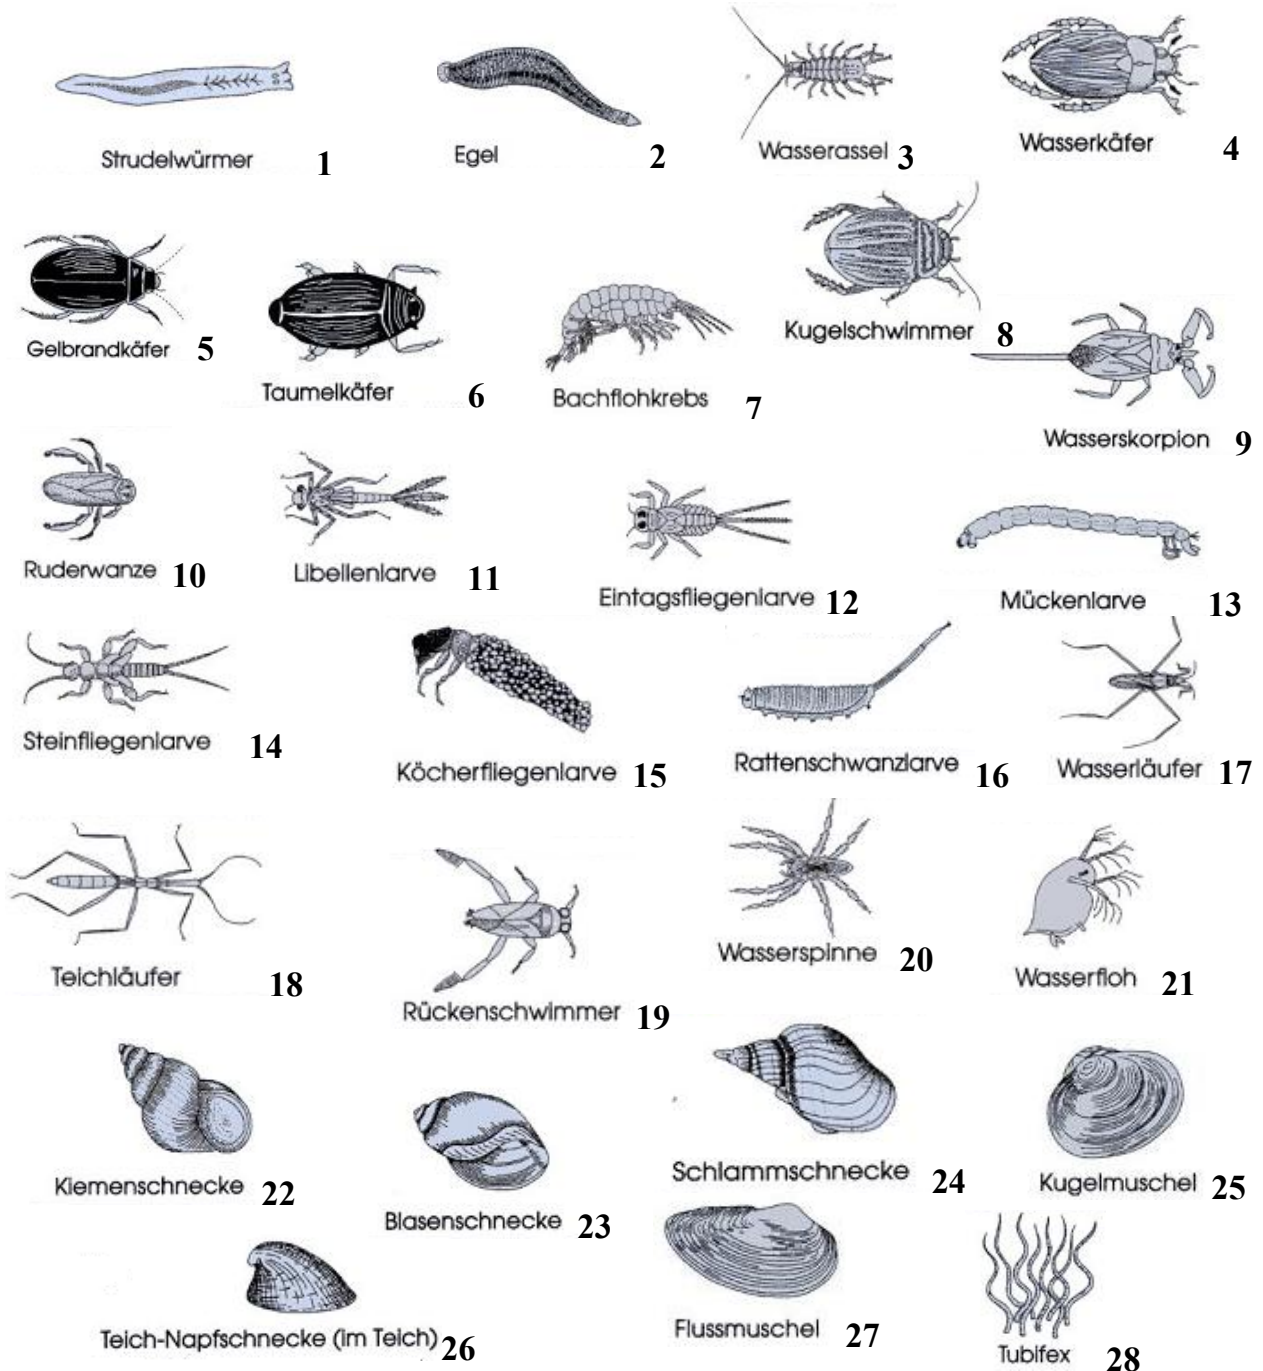 Strudelwürmer 1
Egel 2
Wasserassel 3
Wasserkäfer 4
Gelbrandkäfer 5
Taumelkäfer 6
Bachflohkrebs 7
Kugelschwimmer 8
Wasserskorpion 9
Ruderwanze 10
Libellenlarve 11
Eintagsfliegenlarve 12
Mückenlarve 13
Steinfliegenlarve 14
Köcherfliegenlarve 15
Rattenschwanzlarve 16
Wasserläufer 17
Teichläufer 18
Rückenschwimmer 19
Wasserspinne 20
Wasserfloh 21
Kiemenschnecke 22
Blasenschnecke 23
Schlammschnecke 24
Kugelmuschel 25
Teich-Napfschnecke (im Teich) 26
Flussmuschel 27
Tubifex 28